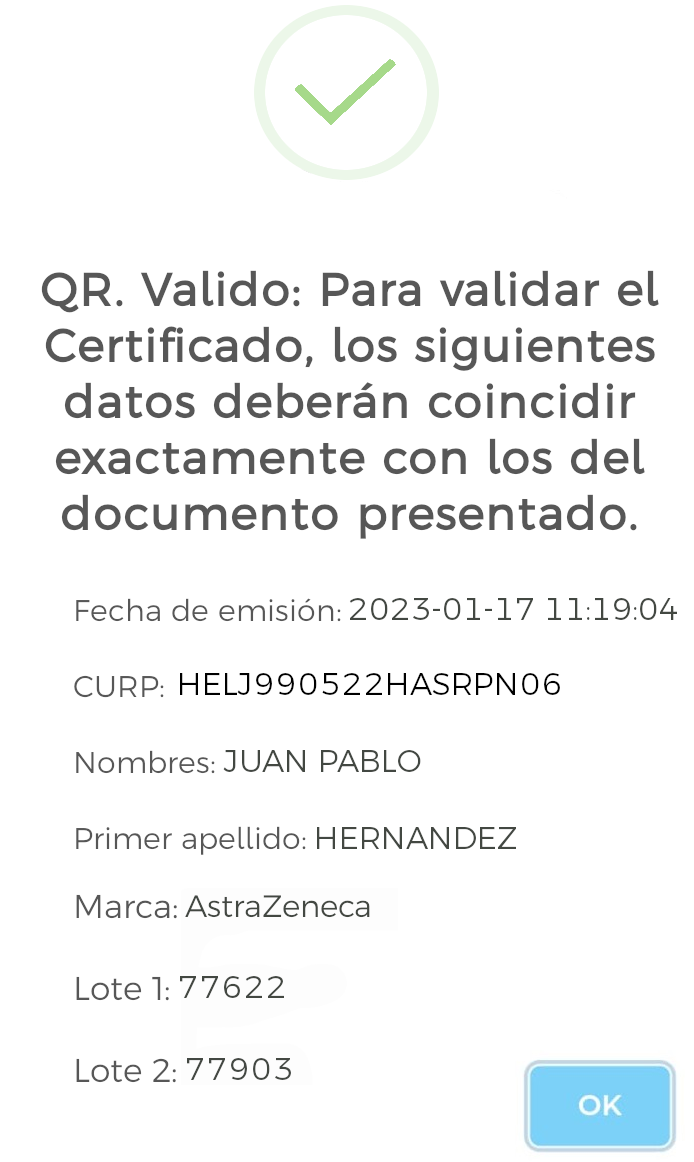 QR. Valido: Para validar el
Certificado, los siguientes
datos deberán coincidir
exactamente con los del
documento presentado.
Fecha de emisión: 2023-01-17 11:19:04
CURP: HELJ990522HASRPN06
Nombres: JUAN PABLO
Primer apellido: HERNANDEZ
Marca: AstraZeneca
Lote 1: 77622
Lote 2: 77903
OK